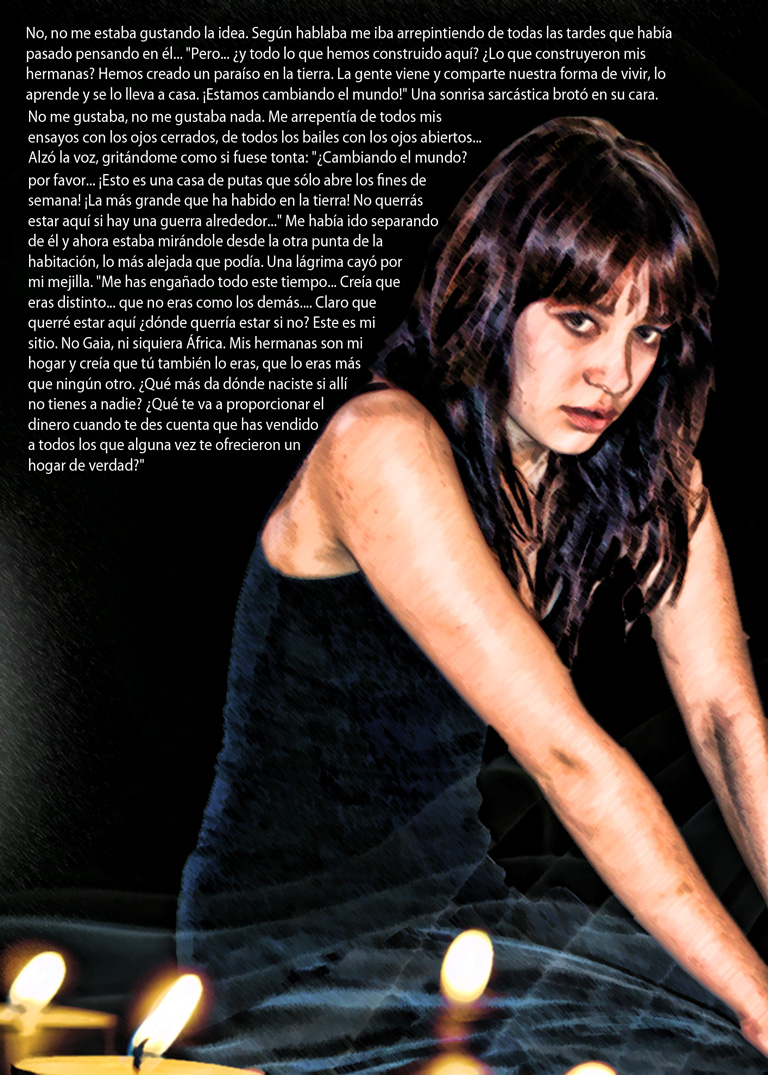 No, no me estaba gustando la idea. Según hablaba me iba arrepintiendo de todas las tardes que había
pasado pensando en él... "Pero... ¿y todo lo que hemos construido aquí? ¿Lo que construyeron mis
hermanas? Hemos creado un paraíso en la tierra. La gente viene y comparte nuestra forma de vivir, lo
aprende y se lo lleva a casa. ¡Estamos cambiando el mundo!" Una sonrisa sarcástica brotó en su cara.
No me gustaba, no me gustaba nada. Me arrepentía de todos mis
ensayos con los ojos cerrados, de todos los bailes con los ojos abiertos...
Alzó la voz, gritándome como si fuese tonta: "¿Cambiando el mundo?
por favor... ¡Esto es una casa de putas que sólo abre los fines de
semana! ¡La más grande que ha habido en la tierra! No querrás
estar aquí si hay una guerra alrededor..." Me había ido separando
de él y ahora estaba mirándole desde la otra punta de la
habitación, lo más alejada que podía. Una lágrima cayó por
mi mejilla. "Me has engañado todo este tiempo... Creía que
eras distinto... que no eras como los demás.... Claro que
querré estar aquí ¿dónde querría estar si no? Este es mi
sitio. No Gaia, ni siquiera África. Mis hermanas son mi
hogar y creía que tú también lo eras, que lo eras más
que ningún otro. ¿Qué más da dónde naciste si allí
no tienes a nadie? ¿Qué te va a proporcionar el
dinero cuando te des cuenta que has vendido
a todos los que alguna vez te ofrecieron un
hogar de verdad?"